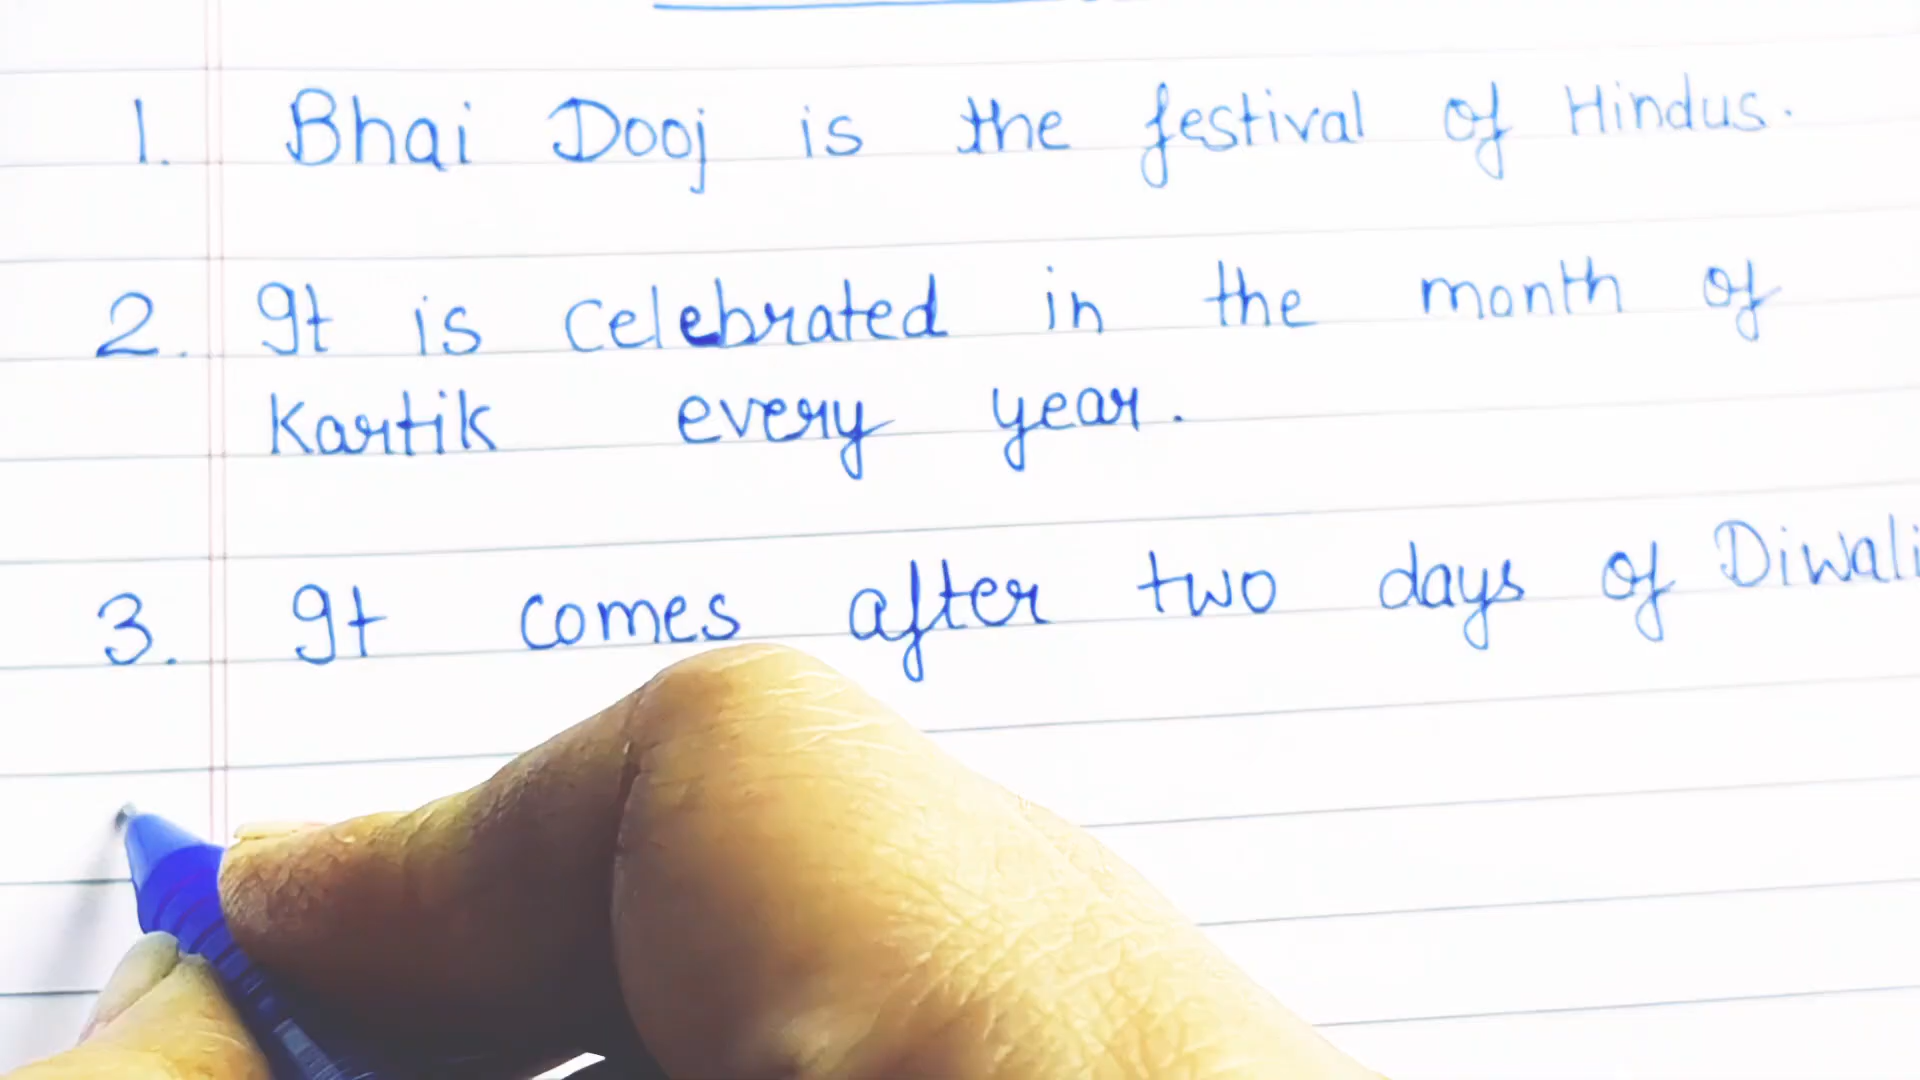 1. Bhai Dooj is the festival of Hindus.
2. It is celebrated in the month of
Kartik every year.
3. It comes after two days of Diwali